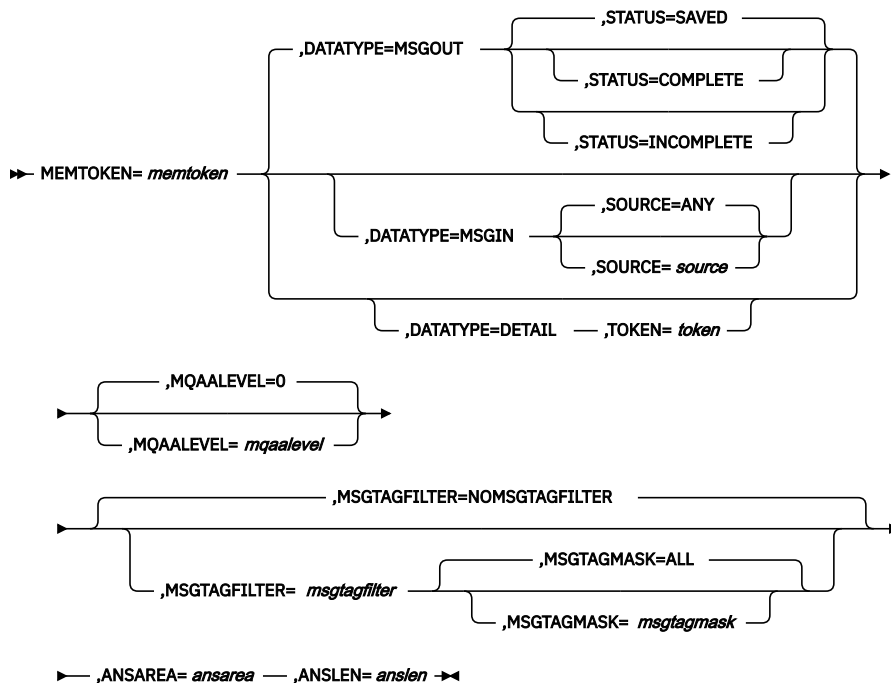 ,STATUS=SAVED
,DATATYPE=MSGOUT
,STATUS=COMPLETE
,STATUS=INCOMPLETE
MEMTOKEN= memtoken
,SOURCE=ANY
,DATATYPE=MSGIN
,SOURCE= source
,DATATYPE=DETAIL ,TOKEN= token
,MQAALEVEL=0
,MQAALEVEL= mqaalevel
,MSGTAGFILTER=NOMSGTAGFILTER
,MSGTAGMASK=ALL
,MSGTAGFILTER= msgtagfilter
,MSGTAGMASK= msgtagmask
,ANSAREA= ansarea ,ANSLEN= anslen